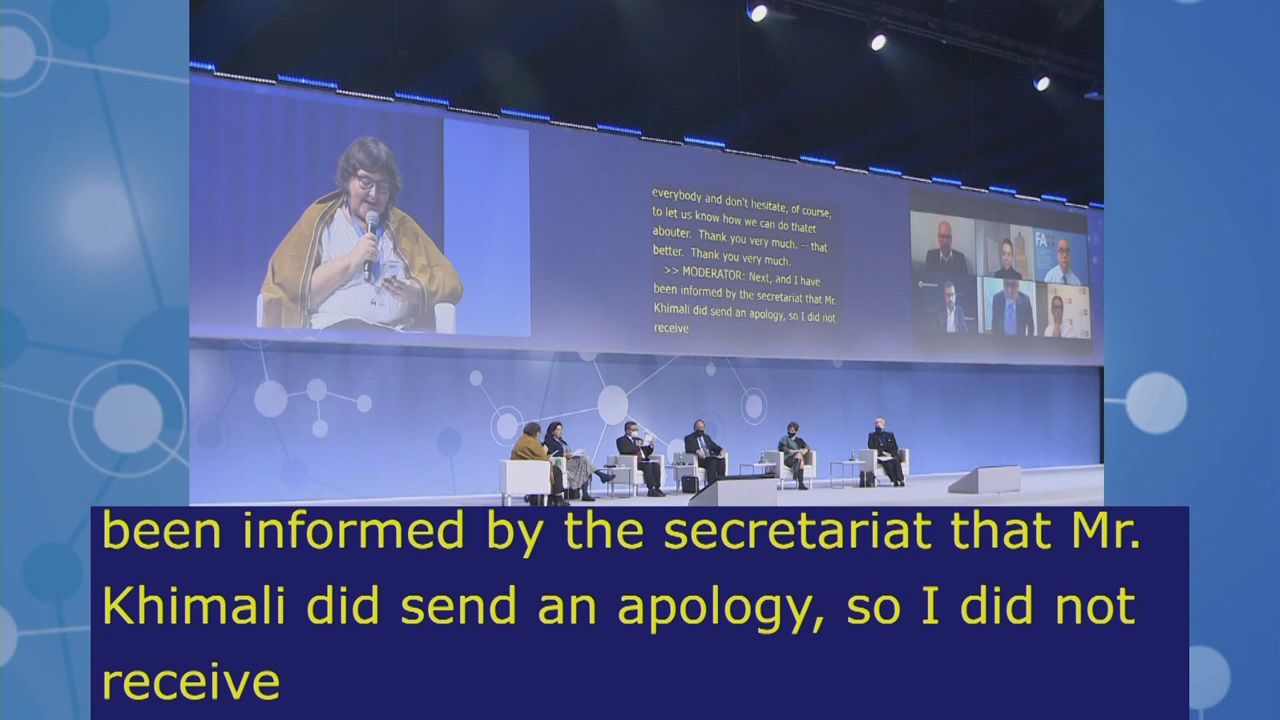 everybody and don't hesitate, of course,
to let us know how we can do thatet
abouter. Thank you very much. -- that
better. Thank you very much.
>> MODERATOR: Next, and I have
been informed by the secretariat that Mr.
Khimali did send an apology, so I did not
receive
FA
been informed by the secretariat that Mr.
Khimali did send an apology, so I did not
receive